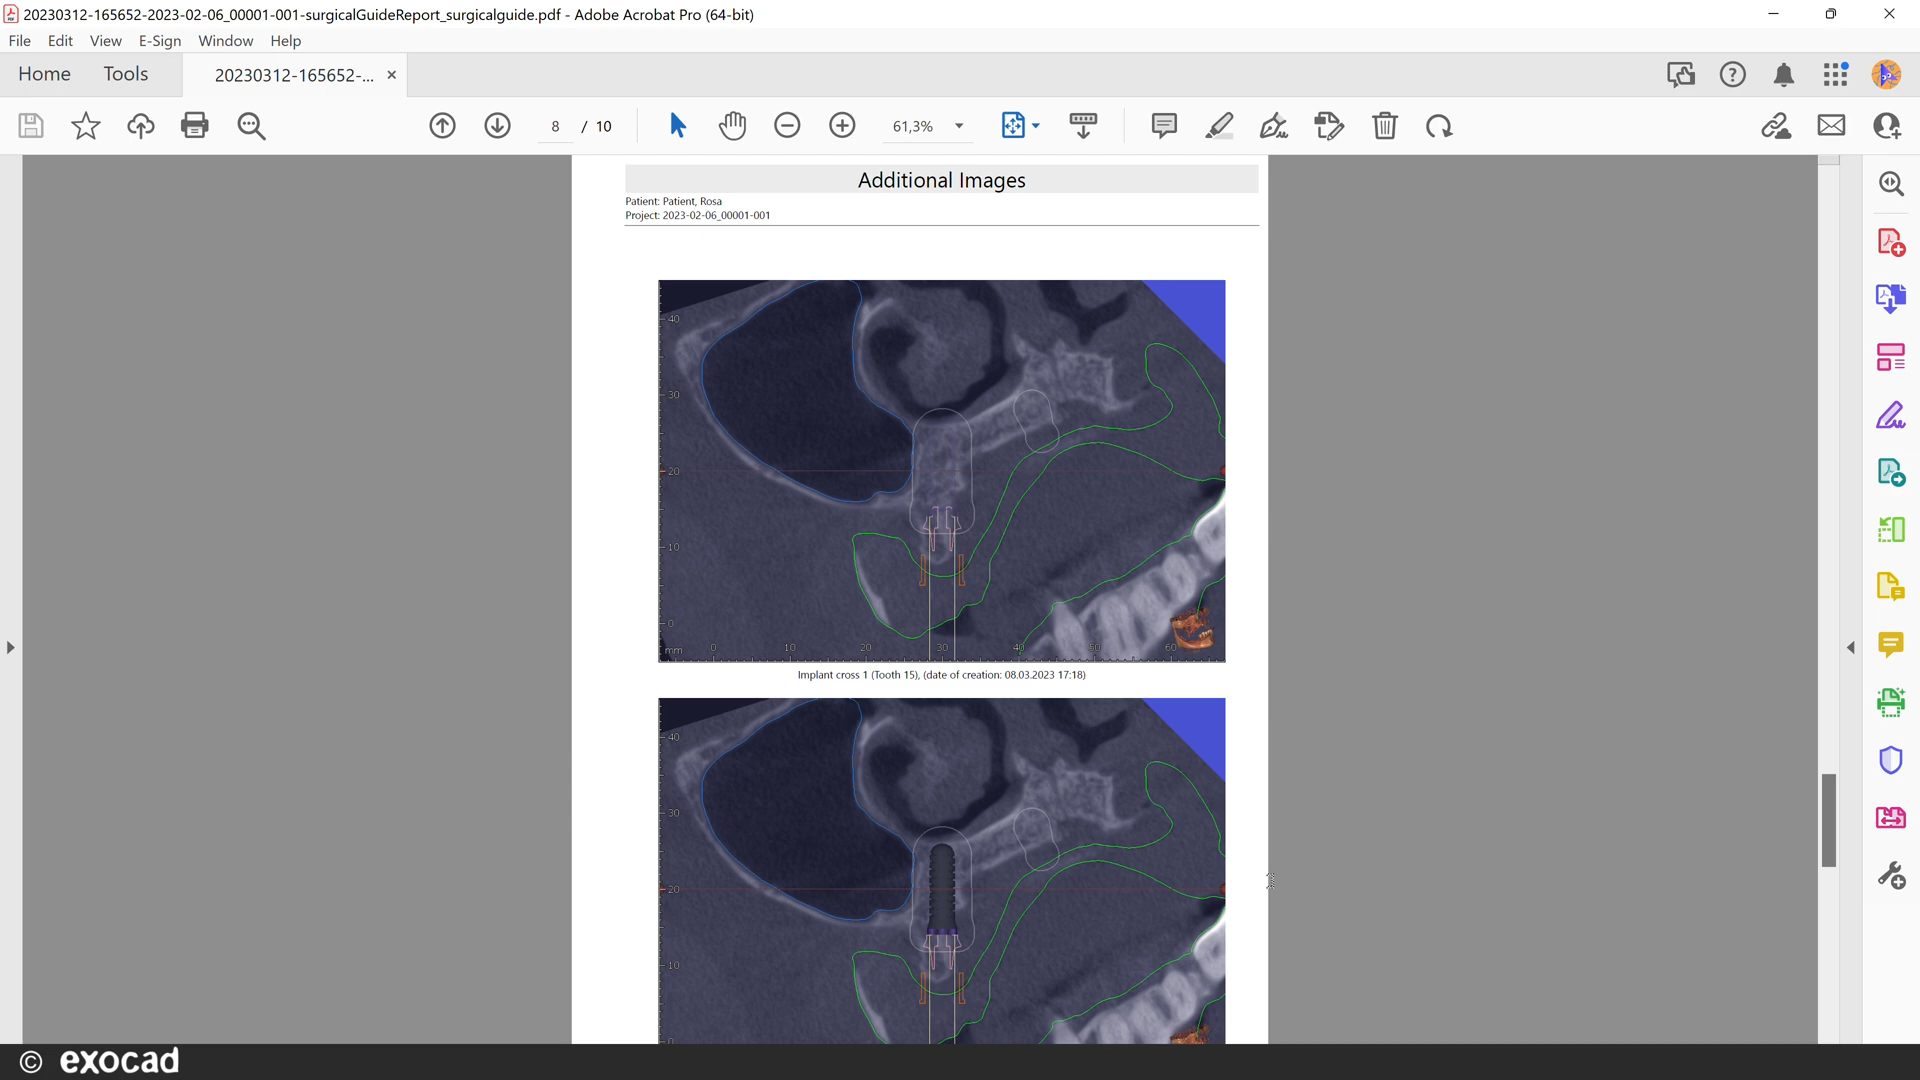 20230312-165652-2023-02-06_00001-001-surgicalGuideReport_surgicalguide.pdf - Adobe Acrobat Pro (64-bit)
File Edit View E-Sign Window Help
Home Tools 20230312-165652-...
8 / 10 61,3%
Additional Images
Patient: Patient, Rosa
Project: 2023-02-06_00001-001
40
30
20
10
0
mm 0 10 20 30 40 50 60
Implant cross 1 (Tooth 15), (date of creation: 08.03.2023 17:18)
40
30
20
10
0
© exocad